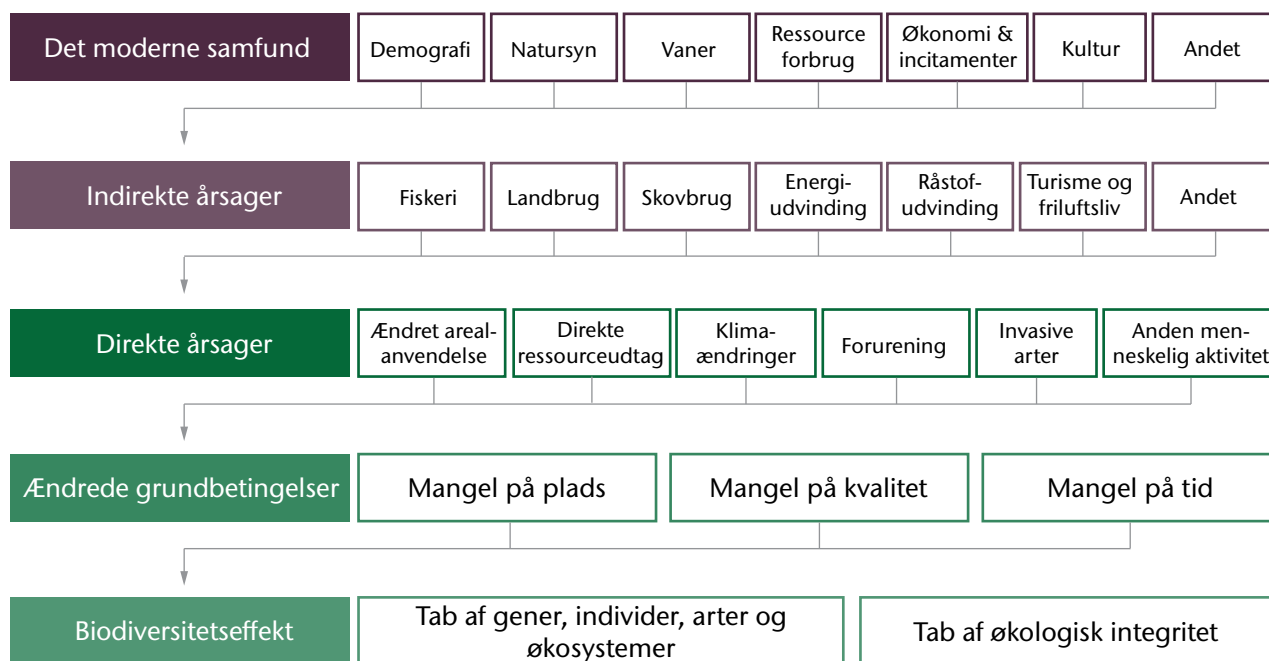 Det moderne samfund
Demografi
Natursyn
Vaner
Ressource
forbrug
Økonomi &
incitamenter
Kultur
Andet
Indirekte årsager
Fiskeri
Landbrug
Skovbrug
Energi-
udvinding
Råstof-
udvinding
Turisme og
friluftsliv
Andet
Direkte årsager
Ændret areal-
anvendelse
Direkte
ressourceudtag
Klima-
ændringer
Forurening
Invasive
arter
Anden men-
neskelig aktivitet
Ændrede grundbetingelser
Mangel på plads
Mangel på kvalitet
Mangel på tid
Biodiversitetseffekt
Tab af gener, individer, arter og
økosystemer
Tab af økologisk integritet